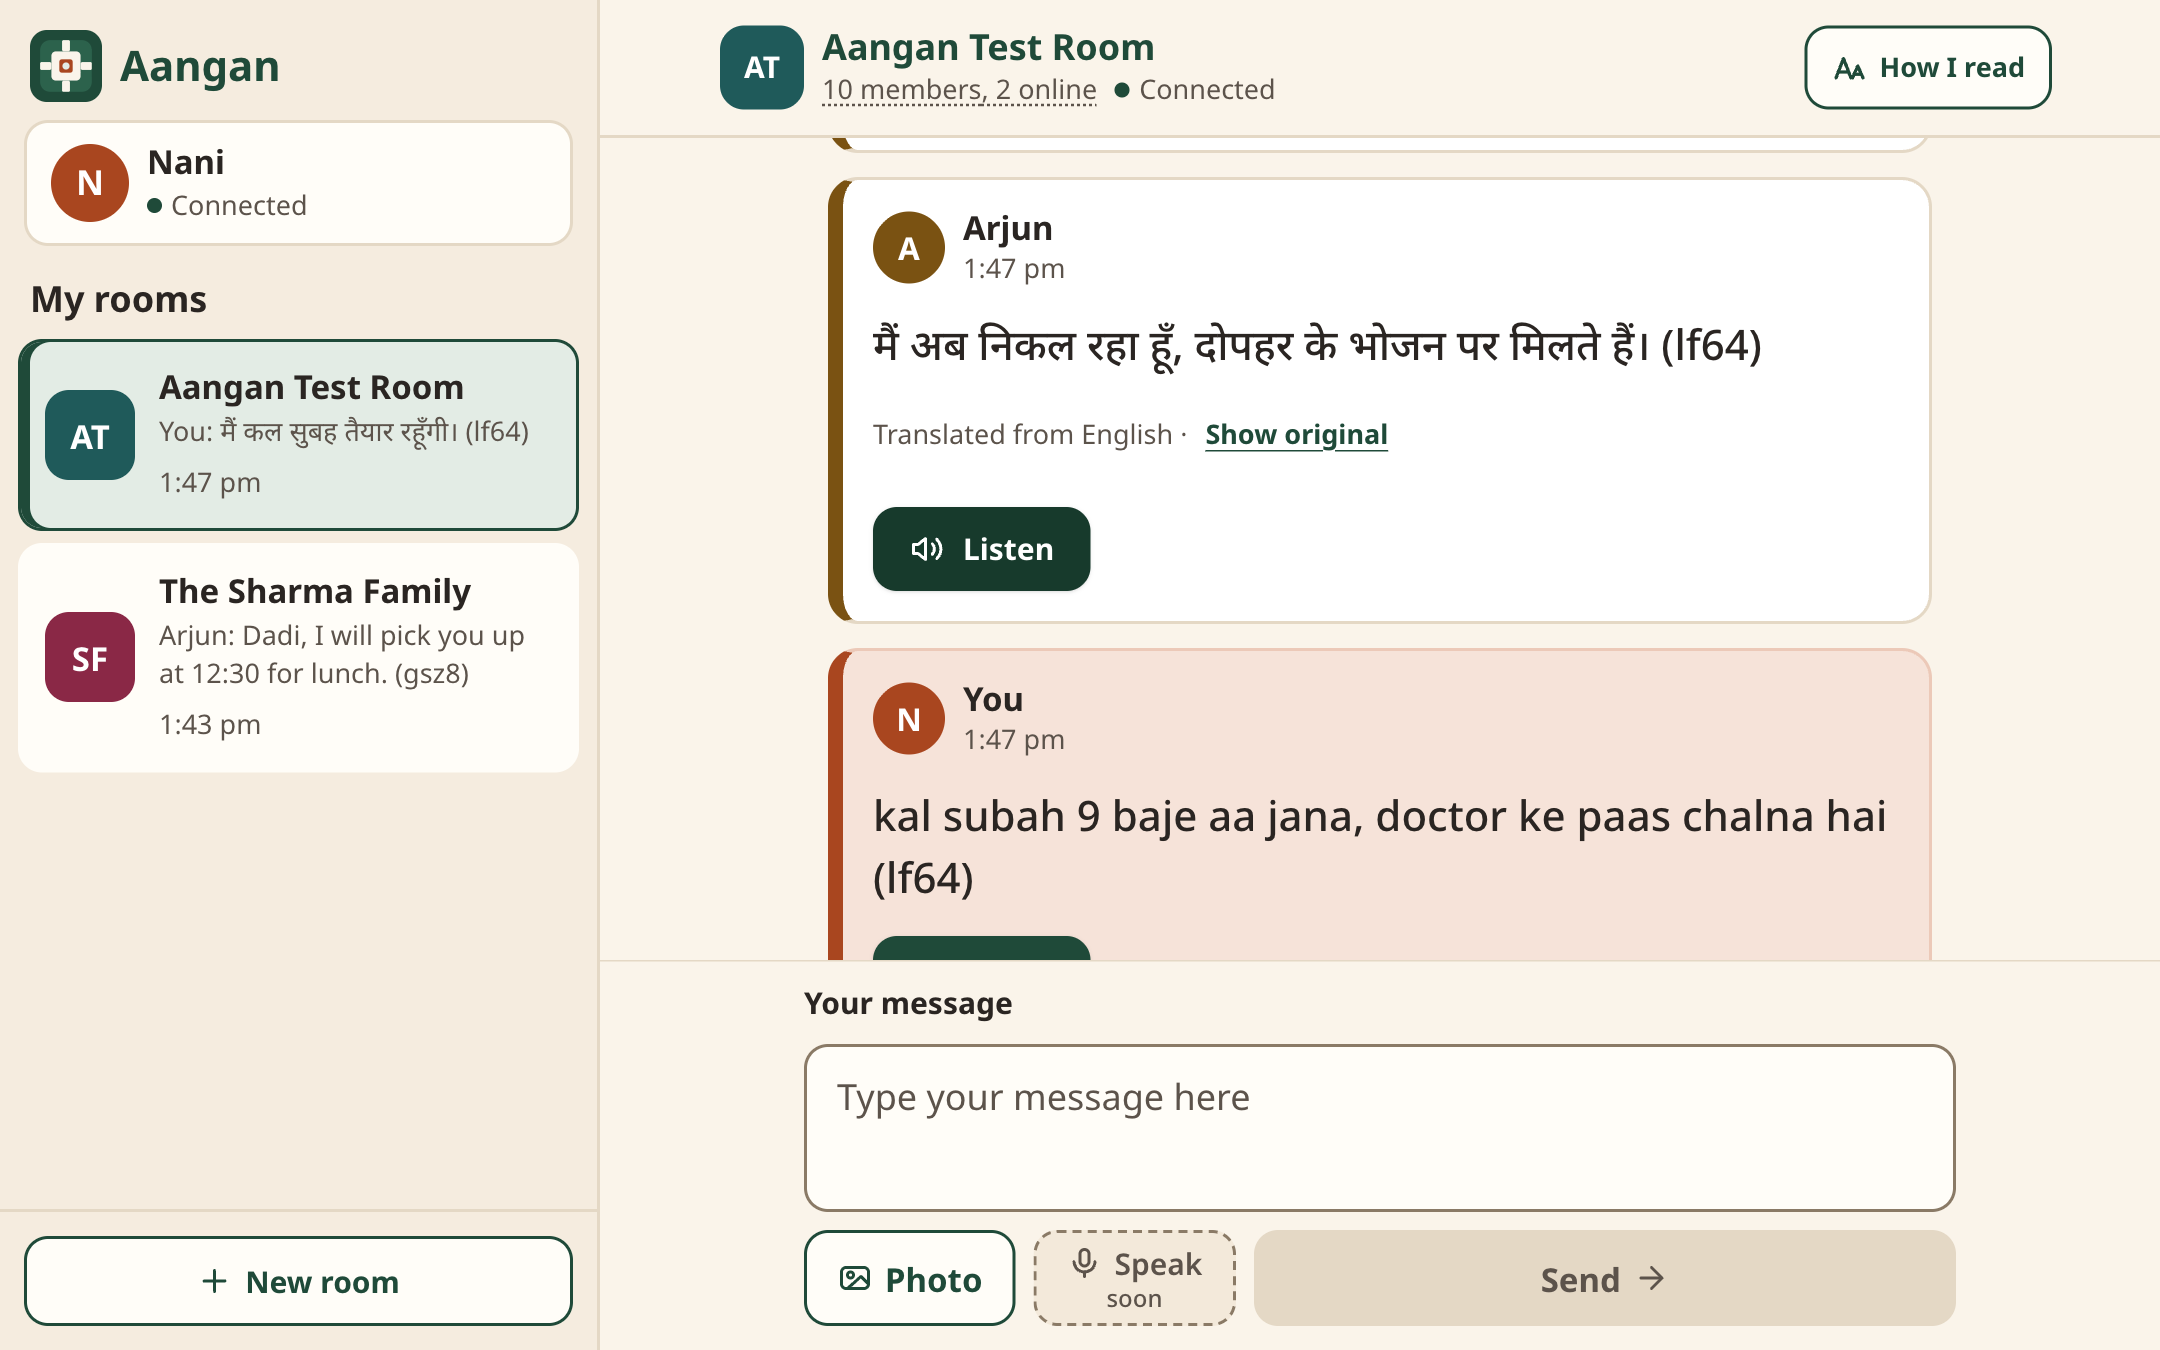 Aangan
Nani
Connected
My rooms
AT
Aangan Test Room
You: मैं कल सुबह तैयार रहूँगी। (lf64)
1:47 pm
SF
The Sharma Family
Arjun: Dadi, I will pick you up
at 12:30 for lunch. (gsz8)
1:43 pm
New room
AT
Aangan Test Room
10 members, 2 online
Connected
How I read
A
Arjun
1:47 pm
मैं अब निकल रहा हूँ, दोपहर के भोजन पर मिलते हैं। (lf64)
Translated from English · Show original
Listen
N
You
1:47 pm
kal subah 9 baje aa jana, doctor ke paas chalna hai
(lf64)
Your message
Type your message here
Photo
Speak
soon
Send
N